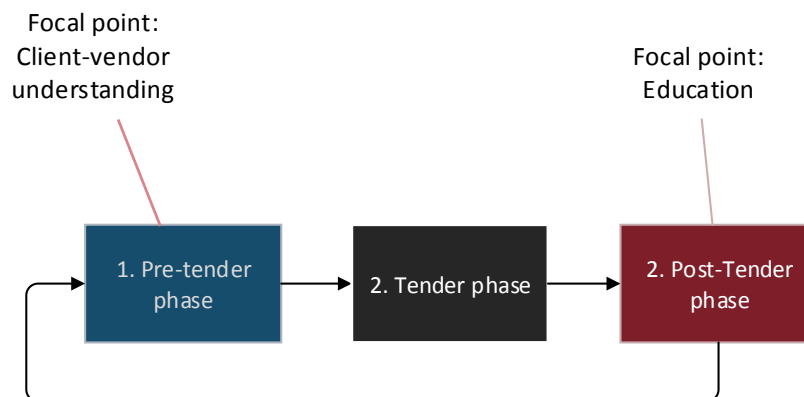 Focal point:
Client-vendor
understanding
Focal point:
Education
1. Pre-tender
phase
2. Tender phase
2. Post-Tender
phase